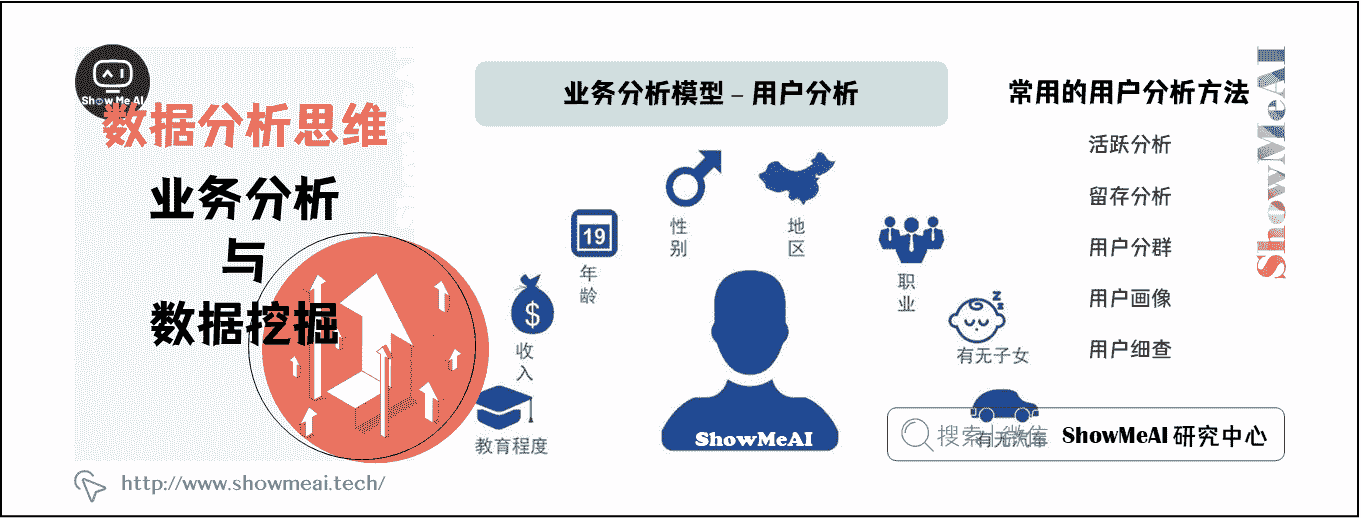 Show Me AI
数据分析思维
业务分析
与
数据挖掘
http://www.showmeai.tech/
业务分析模型 – 用户分析
教育程度
$
收入
19
年龄
性别
地区
职业
zzz
有无子女
有无汽车
ShowMeAI
常用的用户分析方法
活跃分析
留存分析
用户分群
用户画像
用户细查
ShowMeAI
搜索 | 微信 ShowMeAI 研究中心